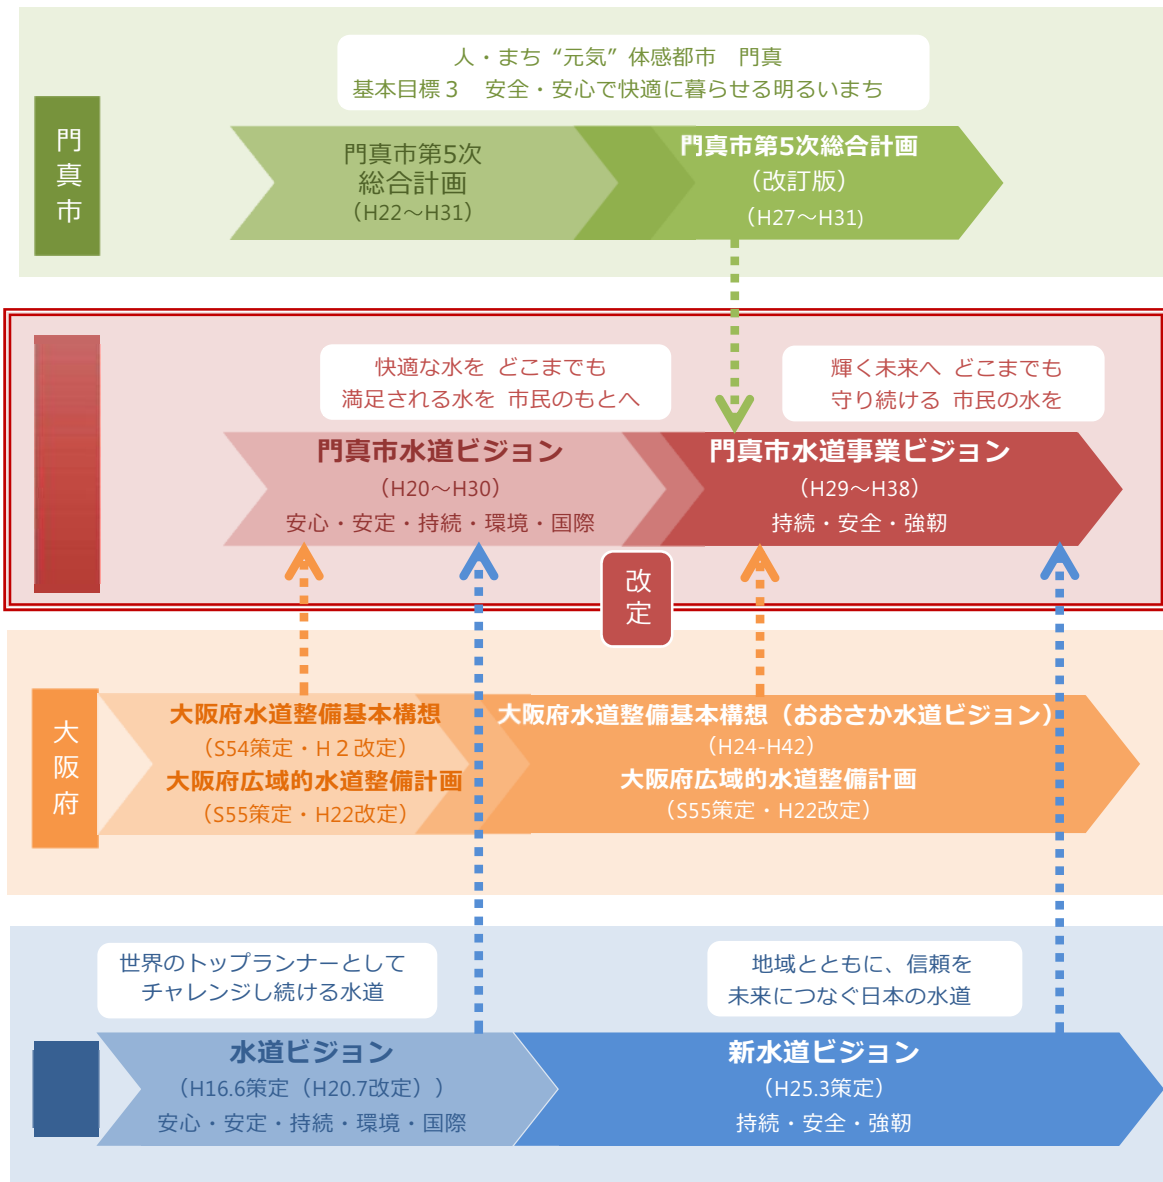 人・まち “元気” 体感都市　門真
基本目標３　安全・安心で快適に暮らせる明るいまち
門真市
門真市第5次
総合計画
（H22～H31）
門真市第5次総合計画
（改訂版）
（H27～H31)
快適な水を どこまでも
満足される水を 市民のもとへ
輝く未来へ どこまでも
守り続ける 市民の水を
門真市水道ビジョン
（H20～H30）
安心・安定・持続・環境・国際
門真市水道事業ビジョン
（H29～H38）
持続・安全・強靭
改定
大阪府
大阪府水道整備基本構想
（S54策定・H２改定）
大阪府広域的水道整備計画
（S55策定・H22改定）
大阪府水道整備基本構想（おおさか水道ビジョン）
（H24-H42）
大阪府広域的水道整備計画
（S55策定・H22改定）
世界のトップランナーとして
チャレンジし続ける水道
地域とともに、信頼を
未来につなぐ日本の水道
水道ビジョン
（H16.6策定（H20.7改定））
安心・安定・持続・環境・国際
新水道ビジョン
（H25.3策定）
持続・安全・強靭